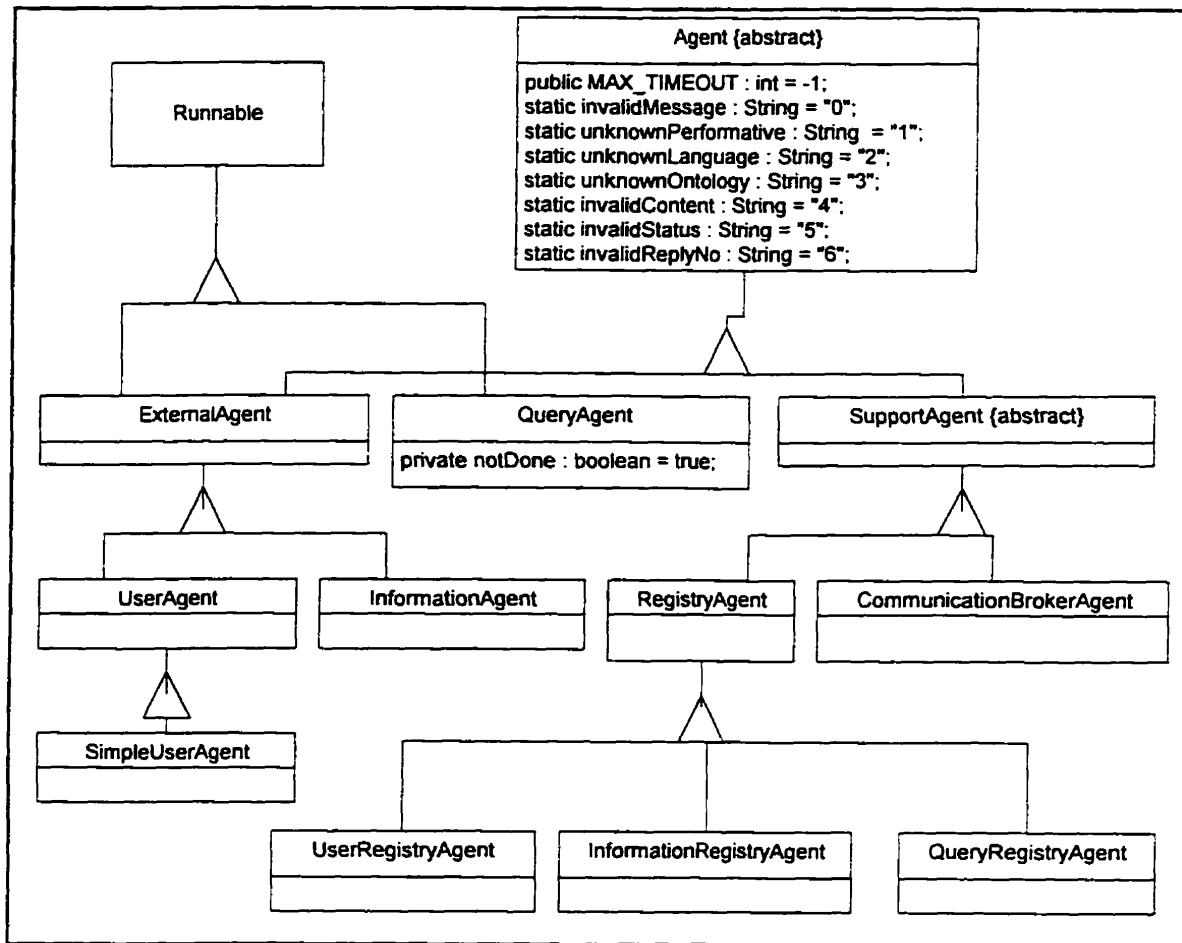 Agent {abstract}
Runnable
public MAX_TIMEOUT : int = -1;
static invalidMessage : String = "0";
static unknownPerformative : String = "1";
static unknownLanguage : String = "2";
static unknownOntology : String = "3";
static invalidContent : String = "4";
static invalidStatus : String = "5";
static invalidReplyNo : String = "6";
ExternalAgent
QueryAgent
SupportAgent {abstract}
private notDone : boolean = true;
UserAgent
InformationAgent
RegistryAgent
CommunicationBrokerAgent
SimpleUserAgent
UserRegistryAgent
InformationRegistryAgent
QueryRegistryAgent